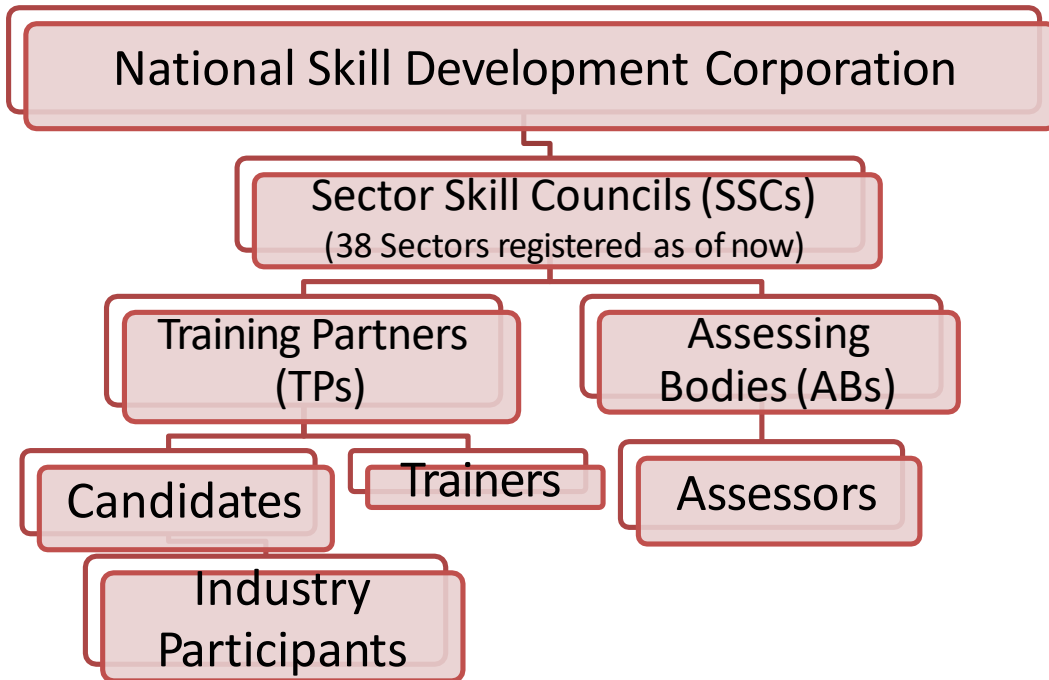 National Skill Development Corporation
Sector Skill Councils (SSCs)
(38 Sectors registered as of now)
Training Partners
(TPs)
Assessing
Bodies (ABs)
Candidates
Trainers
Assessors
Industry
Participants